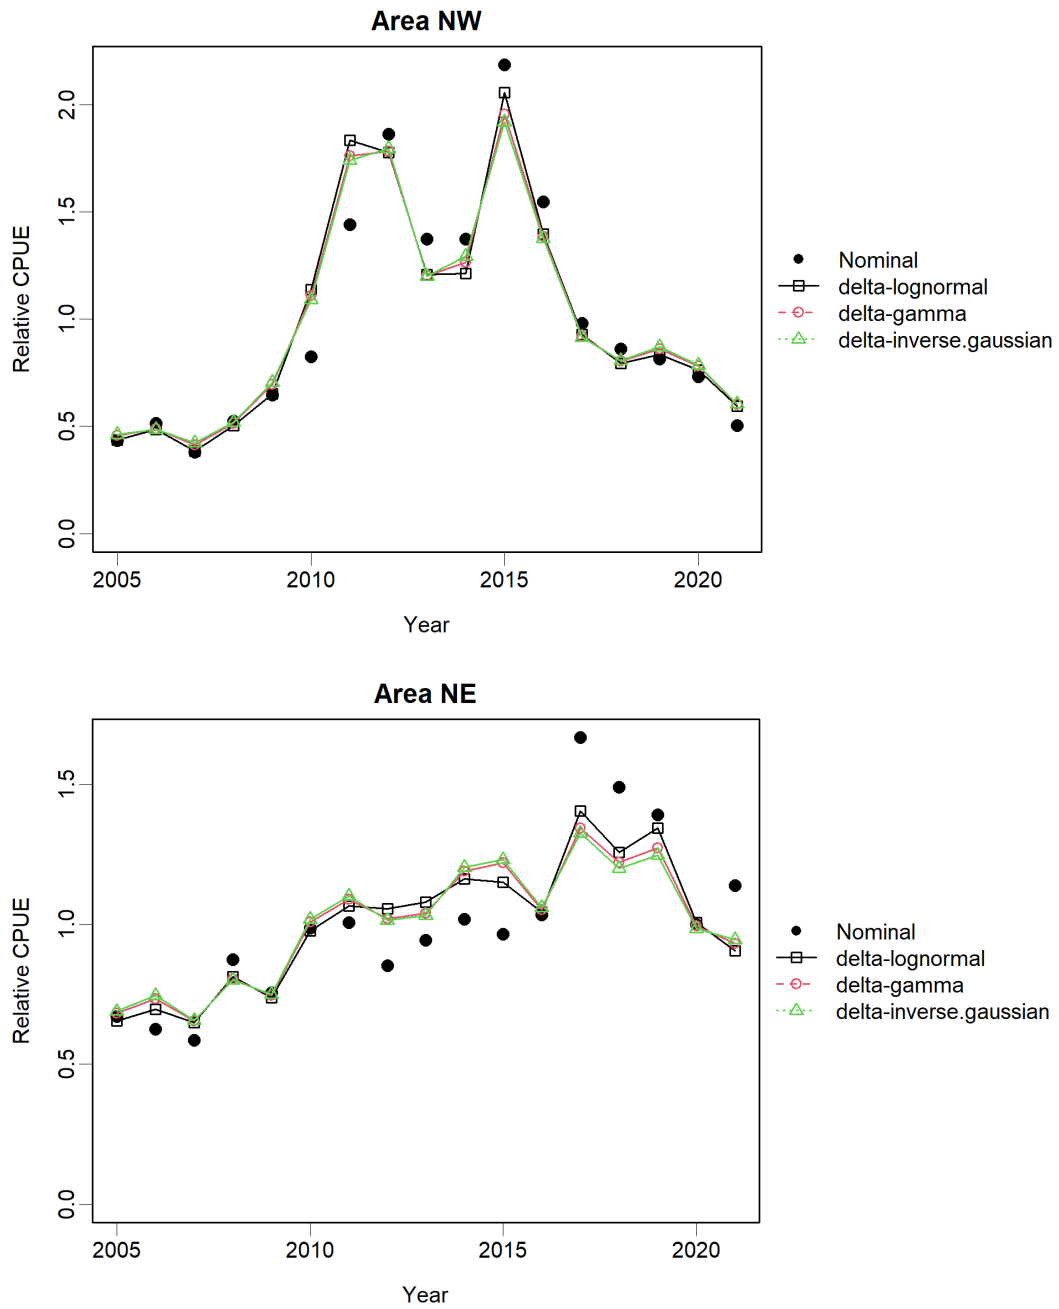 Area NW
Relative CPUE
2.0
1.5
1.0
0.5
0.0
2005 2010 2015 2020
Year
Nominal
delta-lognormal
delta-gamma
delta-inverse.gaussian
Area NE
Relative CPUE
1.5
1.0
0.5
0.0
2005 2010 2015 2020
Year
Nominal
delta-lognormal
delta-gamma
delta-inverse.gaussian